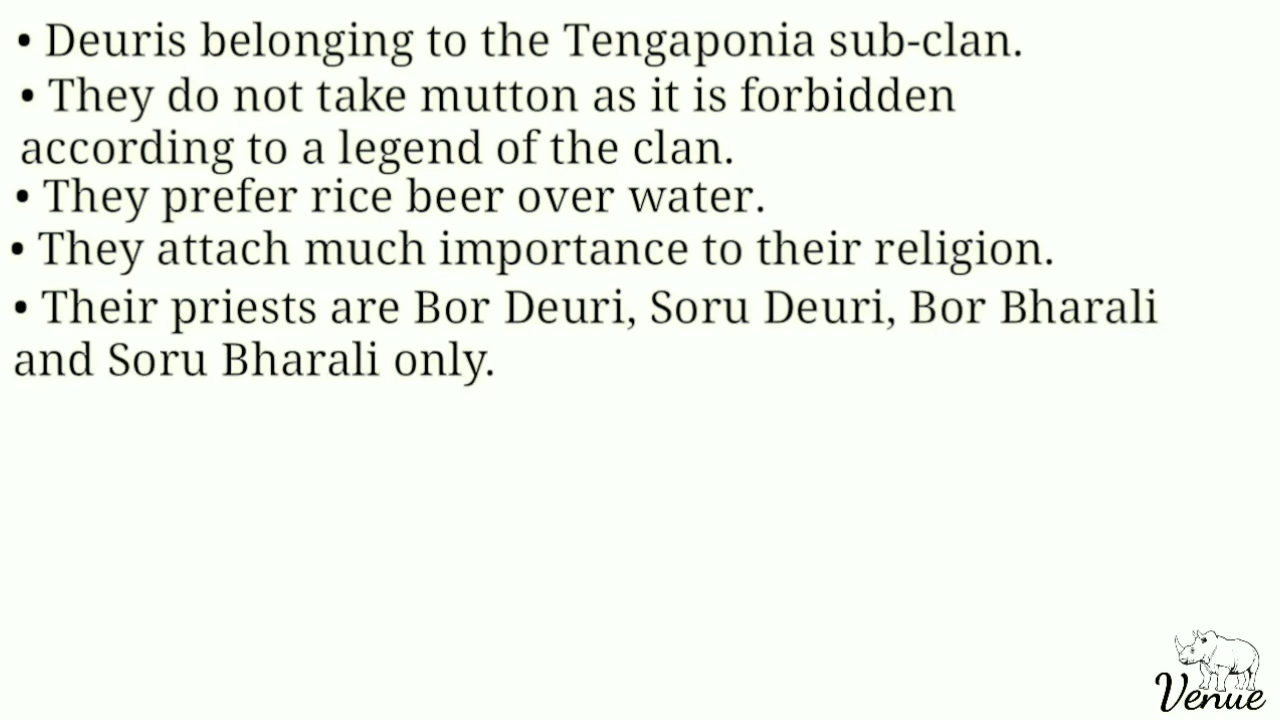 • Deuris belonging to the Tengaponia sub-clan.
• They do not take mutton as it is forbidden
according to a legend of the clan.
• They prefer rice beer over water.
• They attach much importance to their religion.
• Their priests are Bor Deuri, Soru Deuri, Bor Bharali
and Soru Bharali only.
Venue